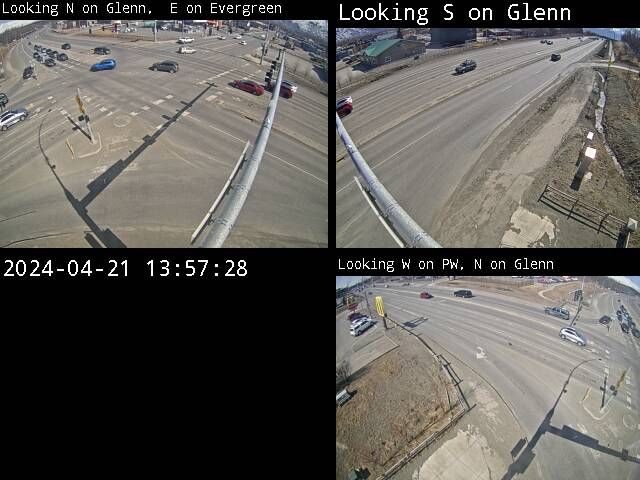 Looking N on Glenn,  E on Evergreen
Looking S on Glenn
2024-04-21 13:57:28
Looking W on PW, N on Glenn